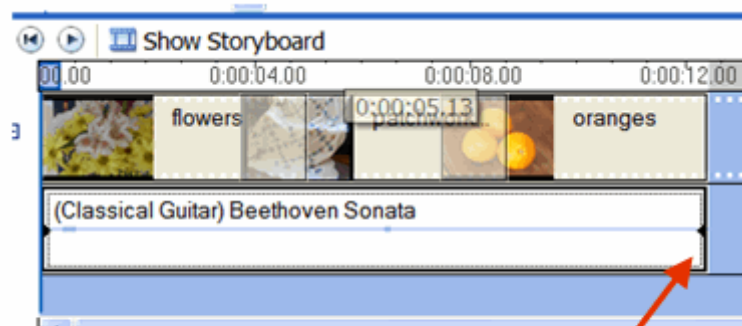 Show Storyboard
00.00 0:00:04.00 0:00:08.00 0:00:12.00
flowers oranges
0:00:05.13
(Classical Guitar) Beethoven Sonata